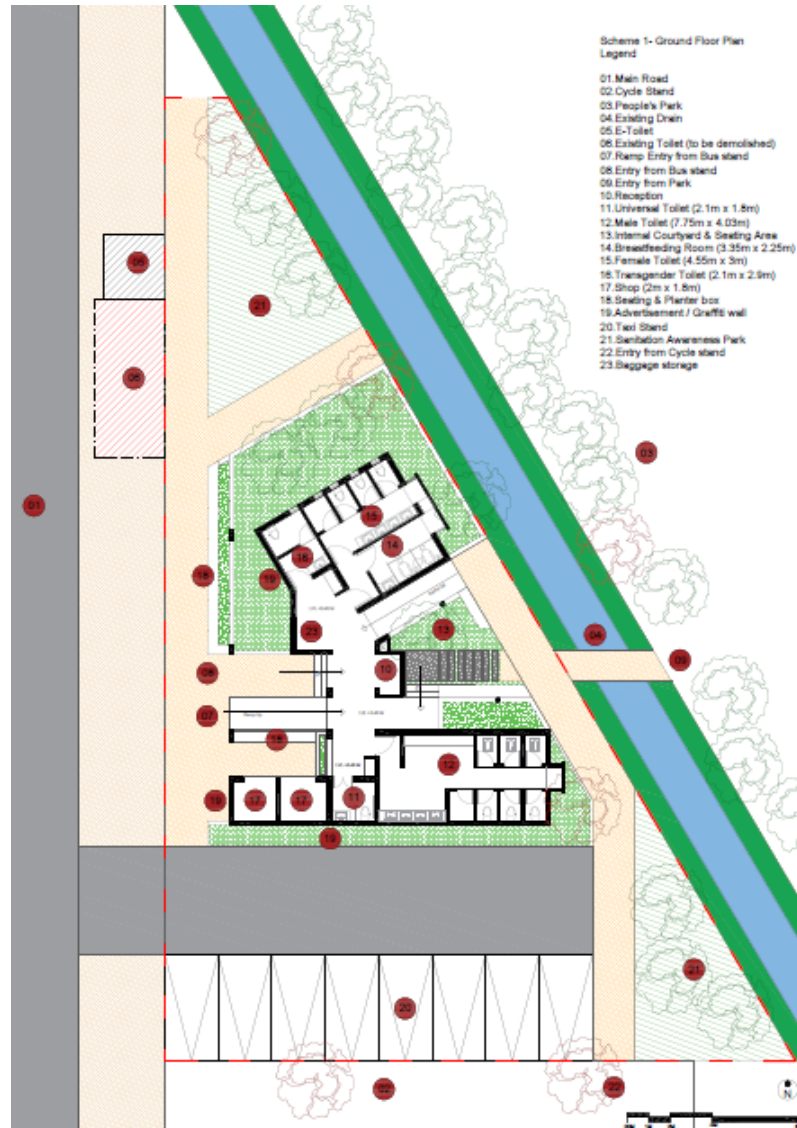 Scheme 1- Ground Floor Plan
Legend
01.Main Road
02.Cycle Stand
03.People's Park
04.Existing Drain
05.E-Toilet
06.Existing Toilet (to be demolished)
07.Ramp Entry from Bus stand
08.Entry from Bus stand
09.Entry from Park
10.Reception
11.Universal Toilet (2.1m x 1.8m)
12.Male Toilet (7.75m x 4.03m)
13.Internal Courtyard & Seating Area
14.Breastfeeding Room (3.35m x 2.25m)
15.Female Toilet (4.55m x 3m)
16.Transgender Toilet (2.1m x 2.9m)
17.Shop (2m x 1.8m)
18.Seating & Planter box
19.Advertisement / Graffiti wall
20.Taxi Stand
21.Sanitation Awareness Park
22.Entry from Cycle stand
23.Baggage storage
05
21
06
03
01
15
14
16
18
19
23
13
04
09
10
08
07
18
12
19
17
17
11
19
21
20
02
22
N